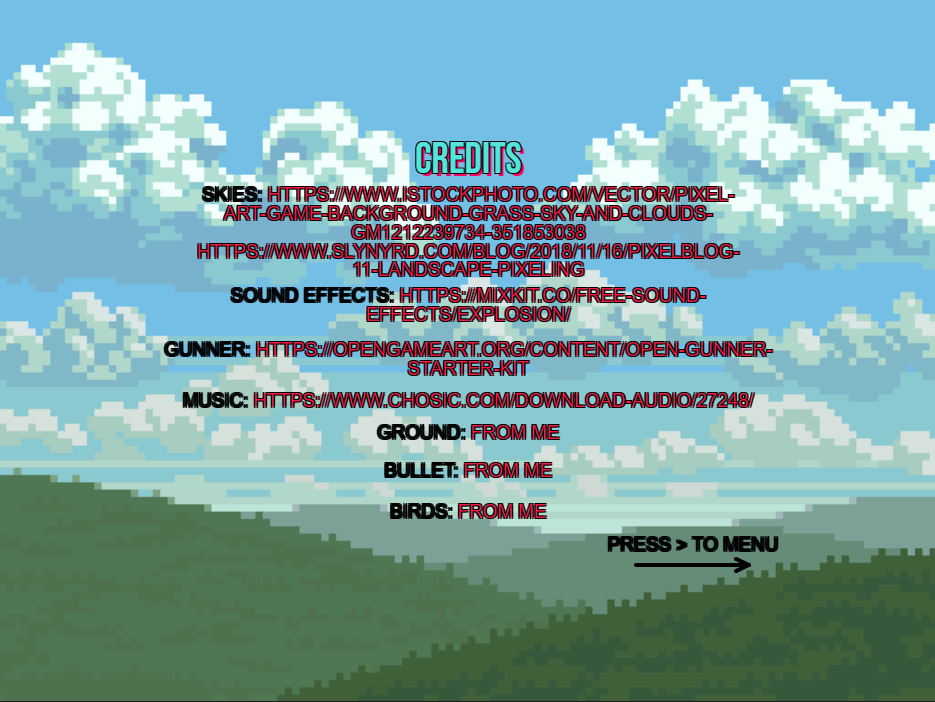 CREDITS
SKIES: HTTPS://WWW.ISTOCKPHOTO.COM/VECTOR/PIXEL-
ART-GAME-BACKGROUND-GRASS-SKY-AND-CLOUDS-
GM1212239734-351853038
HTTPS://WWW.SLYNYRD.COM/BLOG/2018/11/16/PIXELBLOG-
11-LANDSCAPE-PIXELING
SOUND EFFECTS: HTTPS://MIXKIT.CO/FREE-SOUND-
EFFECTS/EXPLOSION/
GUNNER: HTTPS://OPENGAMEART.ORG/CONTENT/OPEN-GUNNER-
STARTER-KIT
MUSIC: HTTPS://WWW.CHOSIC.COM/DOWNLOAD-AUDIO/27248/
GROUND: FROM ME
BULLET: FROM ME
BIRDS: FROM ME
PRESS > TO MENU